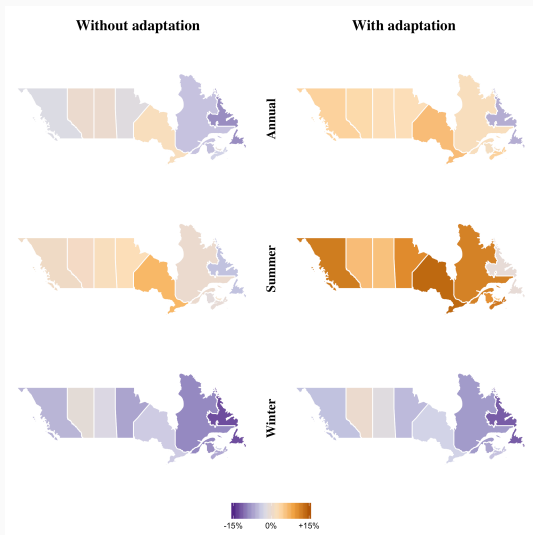 Without adaptation
With adaptation
Annual
Summer
Winter
-15% 0% +15%